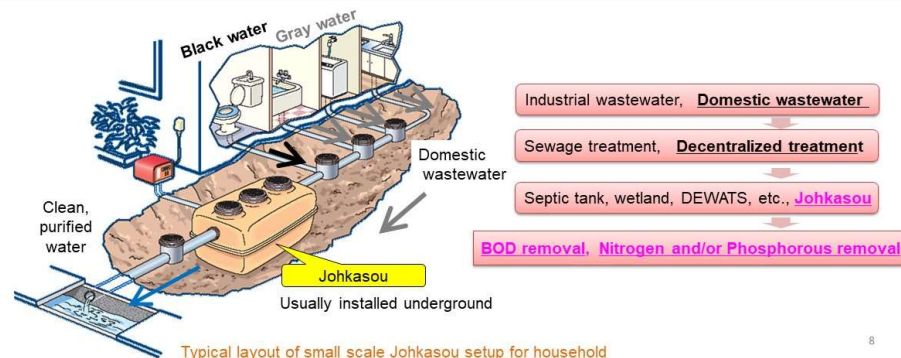 Black water
Gray water
Domestic
wastewater
Clean,
purified
water
Johkasou
Usually installed underground
Typical layout of small scale Johkasou setup for household
Industrial wastewater, Domestic wastewater
Sewage treatment, Decentralized treatment
Septic tank, wetland, DEWATS, etc., Johkasou
BOD removal, Nitrogen and/or Phosphorous removal
8